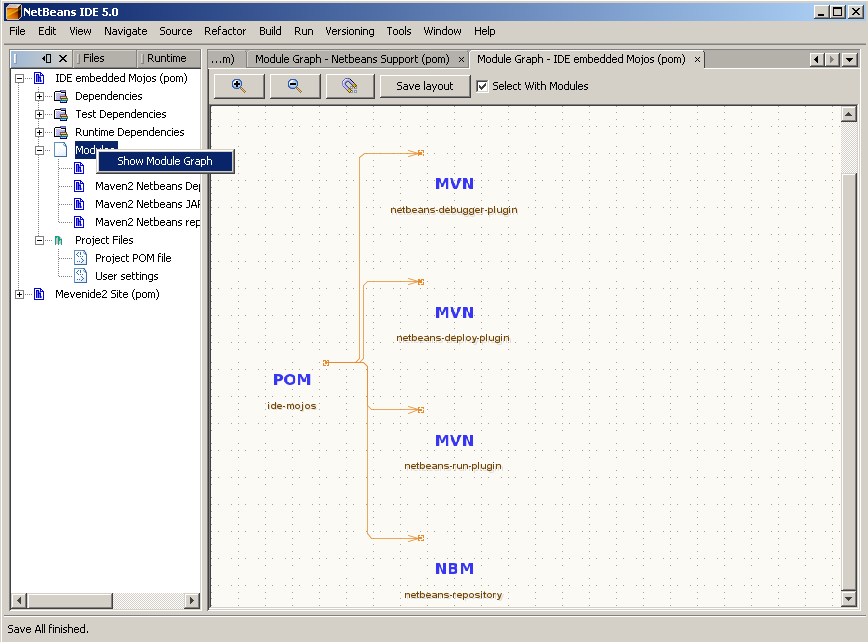 NetBeans IDE 5.0
File Edit View Navigate Source Refactor Build Run Versioning Tools Window Help
Files Runtime
...m) Module Graph - Netbeans Support (pom) × Module Graph - IDE embedded Mojos (pom) ×
Save layout Select With Modules
IDE embedded Mojos (pom)
Dependencies
Test Dependencies
Runtime Dependencies
Modules
Show Module Graph
Maven2 Netbeans Dep
Maven2 Netbeans JAR
Maven2 Netbeans rep
Project Files
Project POM file
User settings
Mevenide2 Site (pom)
MVN
netbeans-debugger-plugin
MVN
netbeans-deploy-plugin
POM
ide-mojos
MVN
netbeans-run-plugin
NBM
netbeans-repository
Save All finished.